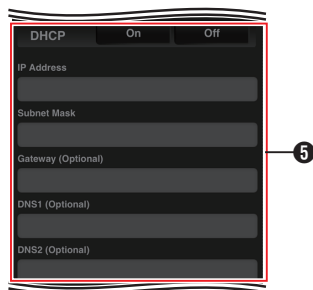 DHCP On Off
IP Address
Subnet Mask
Gateway (Optional)
DNS1 (Optional)
DNS2 (Optional)
5